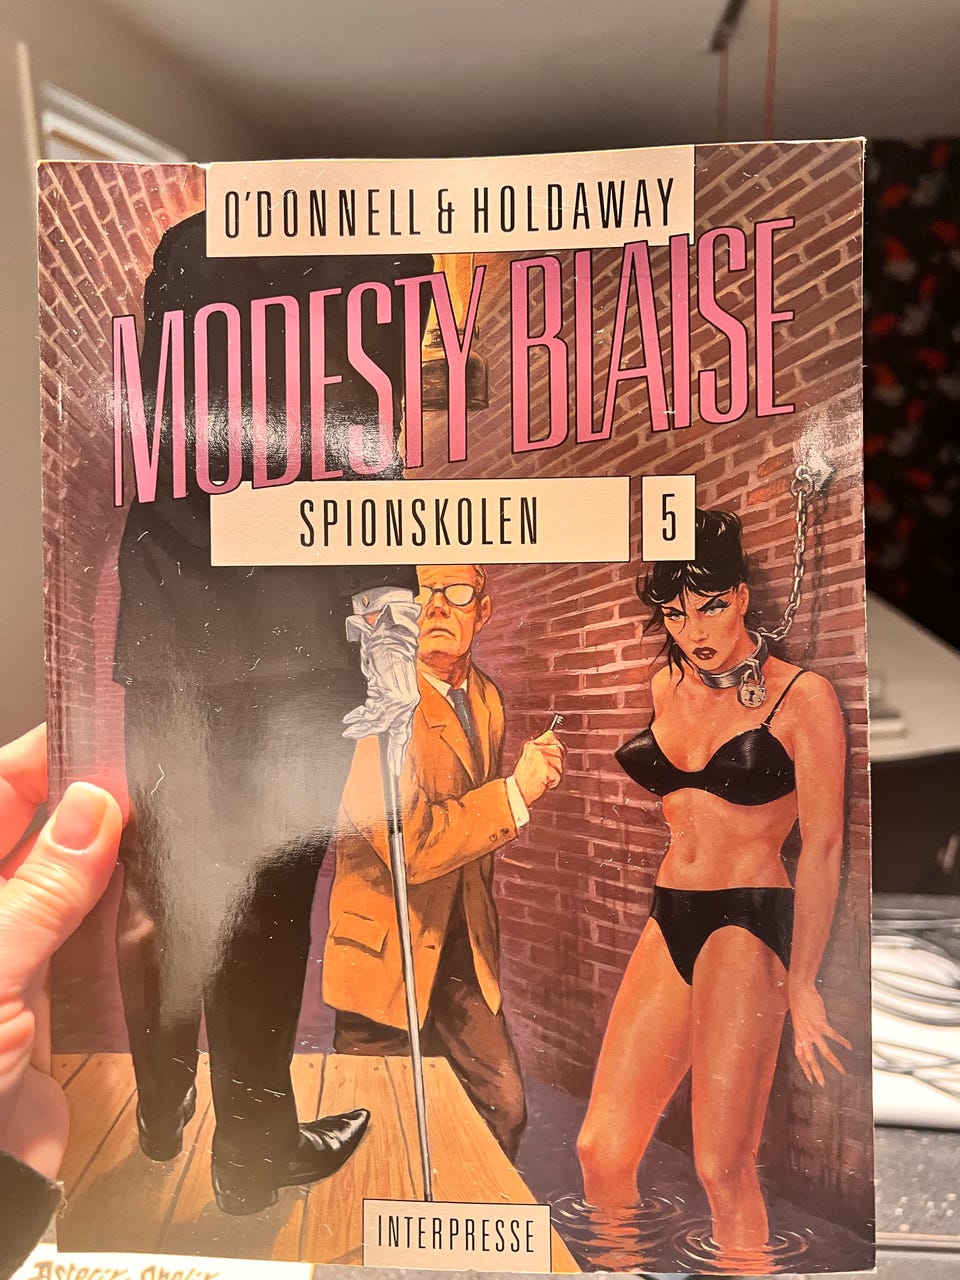 O'DONNELL & HOLDAWAY
MODESTY BLAISE
SPIONSKOLEN
5
INTERPRESSE